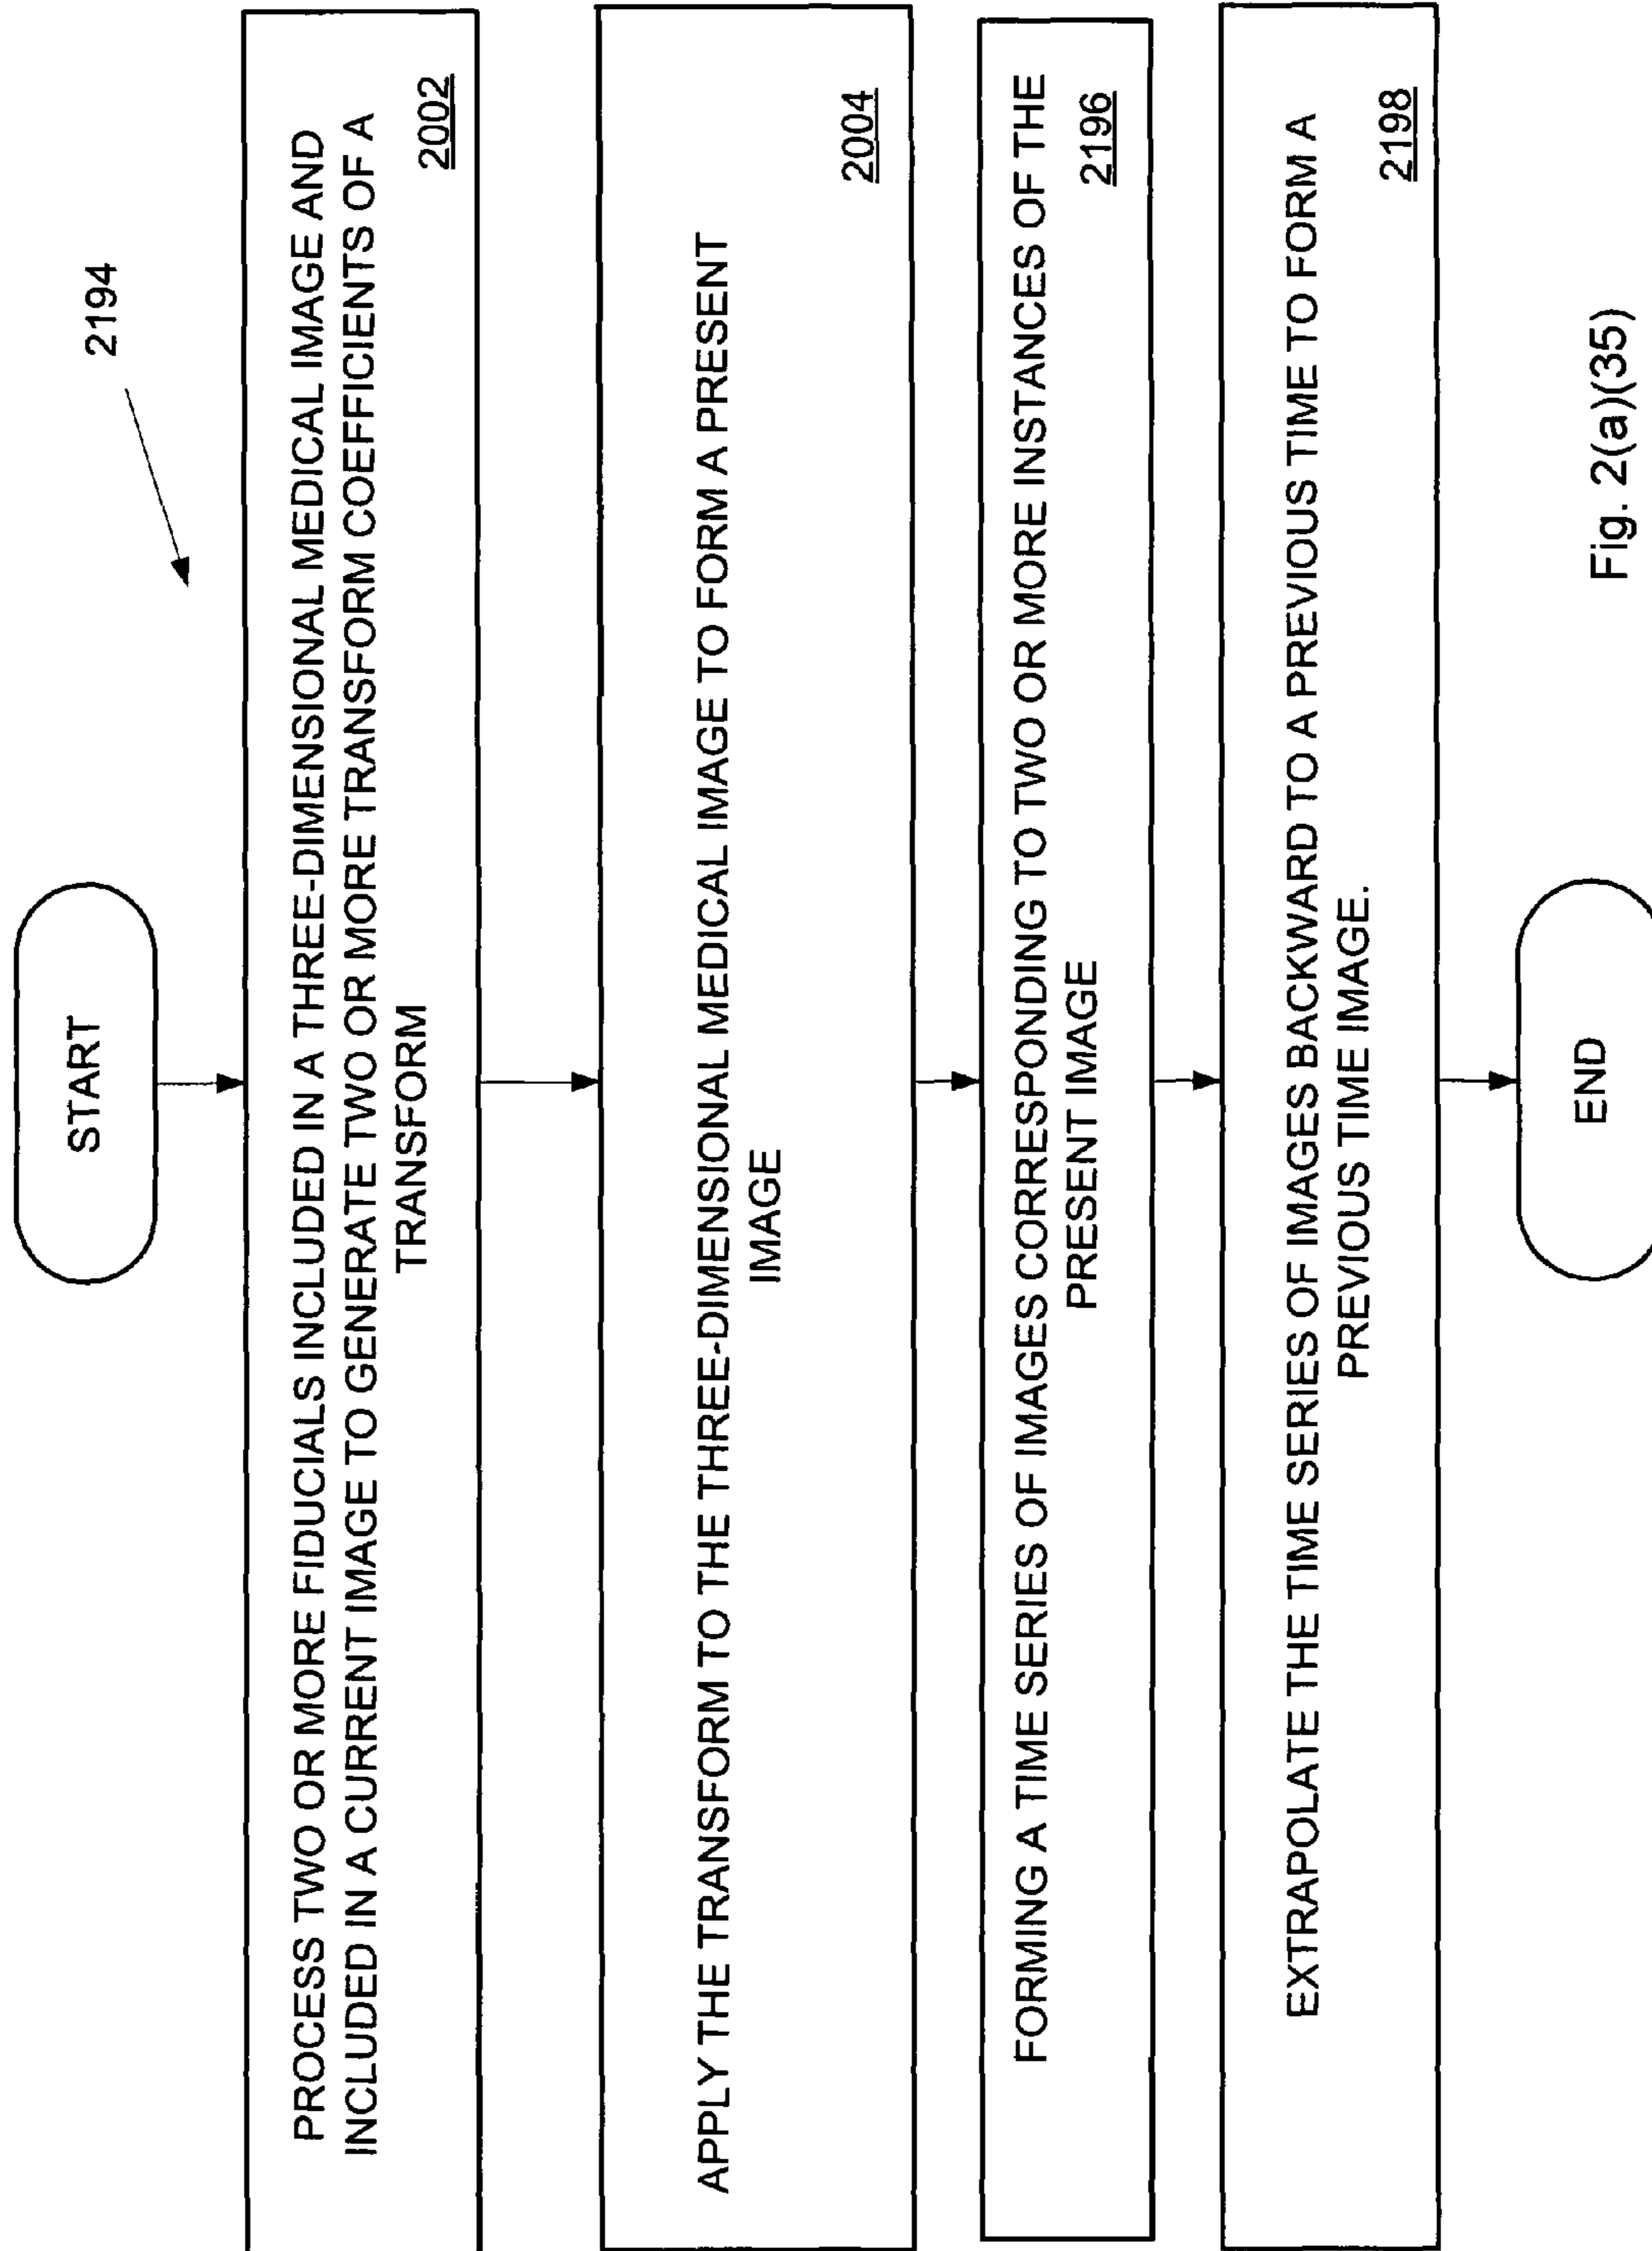 2194
START
PROCESS TWO OR MORE FIDUCIALS INCLUDED IN A THREE-DIMENSIONAL MEDICAL IMAGE AND
INCLUDED IN A CURRENT IMAGE TO GENERATE TWO OR MORE TRANSFORM COEFFICIENTS OF A
TRANSFORM
2002
APPLY THE TRANSFORM TO THE THREE-DIMENSIONAL MEDICAL IMAGE TO FORM A PRESENT
IMAGE
2004
FORMING A TIME SERIES OF IMAGES CORRESPONDING TO TWO OR MORE INSTANCES OF THE
PRESENT IMAGE
2196
EXTRAPOLATE THE TIME SERIES OF IMAGES BACKWARD TO A PREVIOUS TIME TO FORM A
PREVIOUS TIME IMAGE.
2198
END
Fig. 2(a)(35)